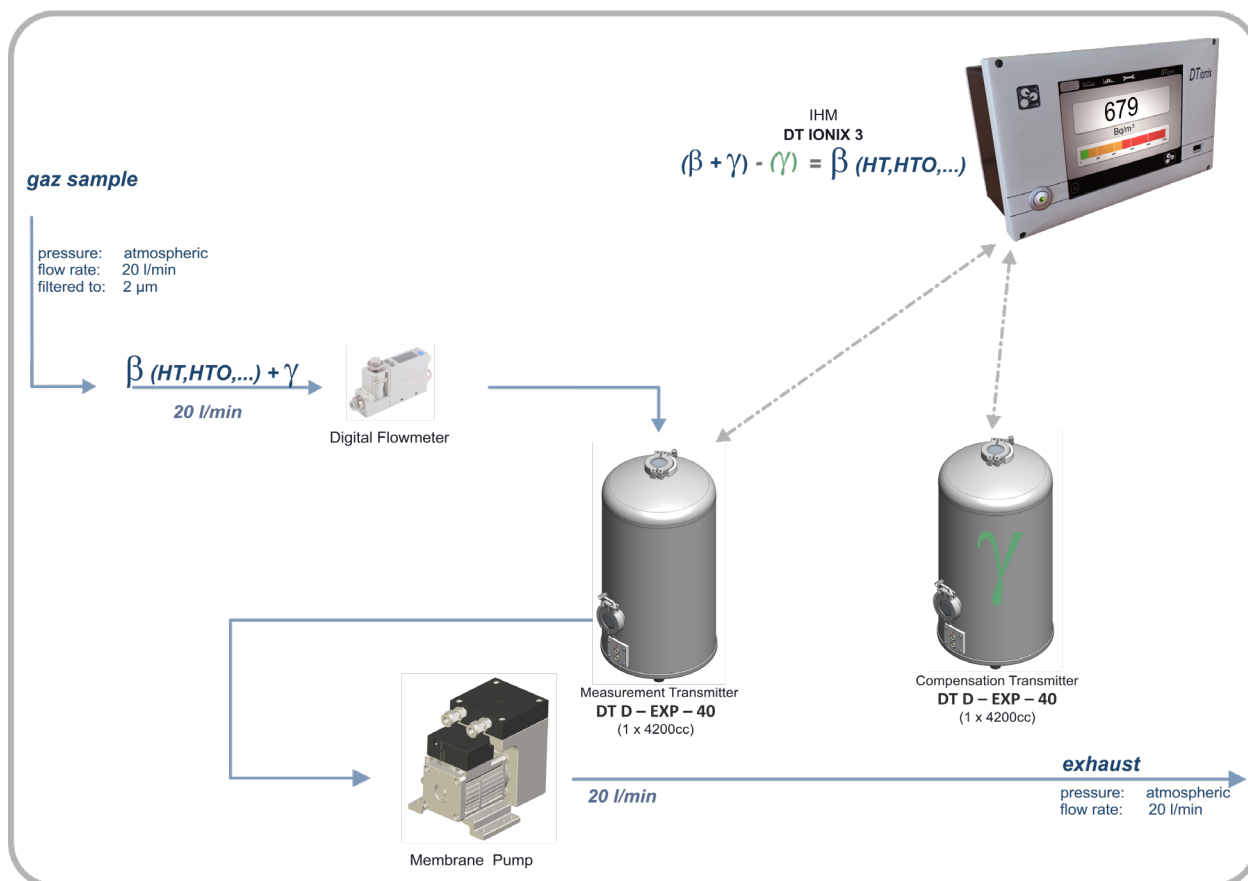 IHM
DT IONIX 3
(β + γ) - (γ) = β (HT,HTO,...)
DTionix
DTionix
679
Bq/m³
gaz sample
pressure: atmospheric
flow rate: 20 l/min
filtered to: 2 µm
β (HT,HTO,...) + γ
20 l/min
Digital Flowmeter
γ
Measurement Transmitter
DT D – EXP – 40
(1 x 4200cc)
Compensation Transmitter
DT D – EXP – 40
(1 x 4200cc)
Membrane Pump
20 l/min
exhaust
pressure: atmospheric
flow rate: 20 l/min